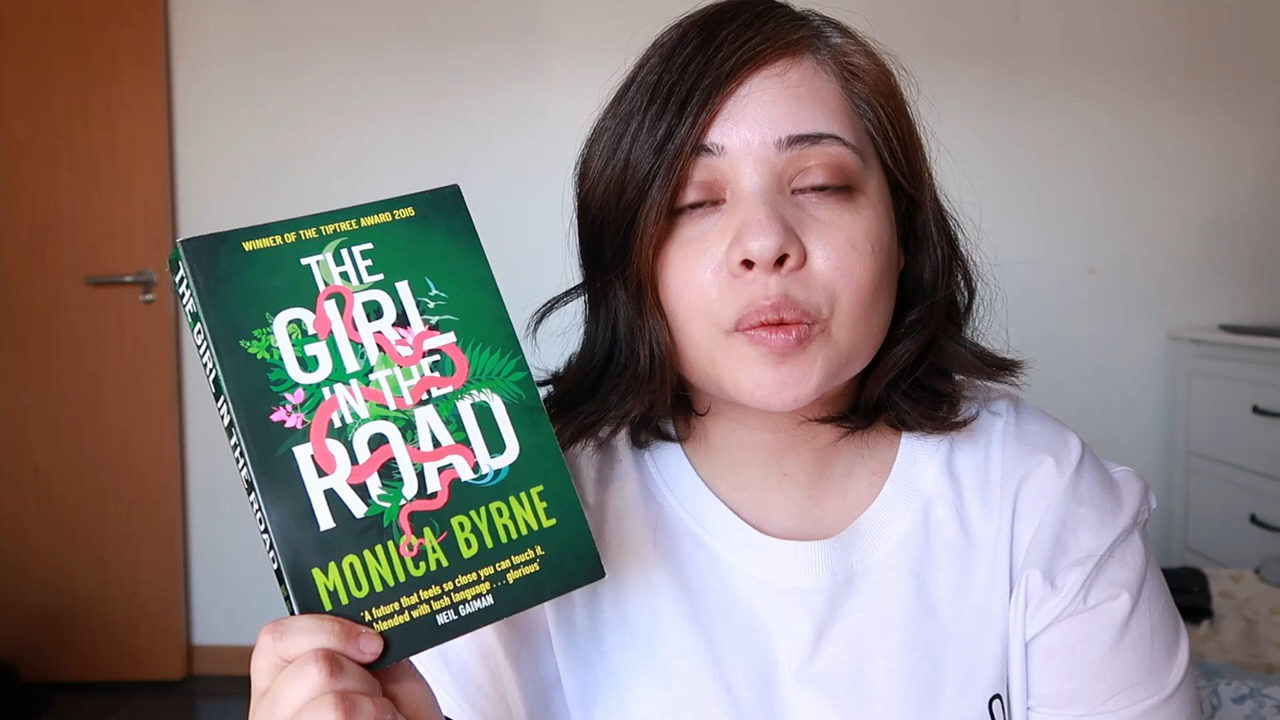 WINNER OF THE TIPTREE AWARD 2015
THE
GIRL
IN THE
ROAD
MONICA BYRNE
'A future that feels so close you can touch it,
blended with lush language ... glorious'
NEIL GAIMAN
THE GIRL IN THE ROAD